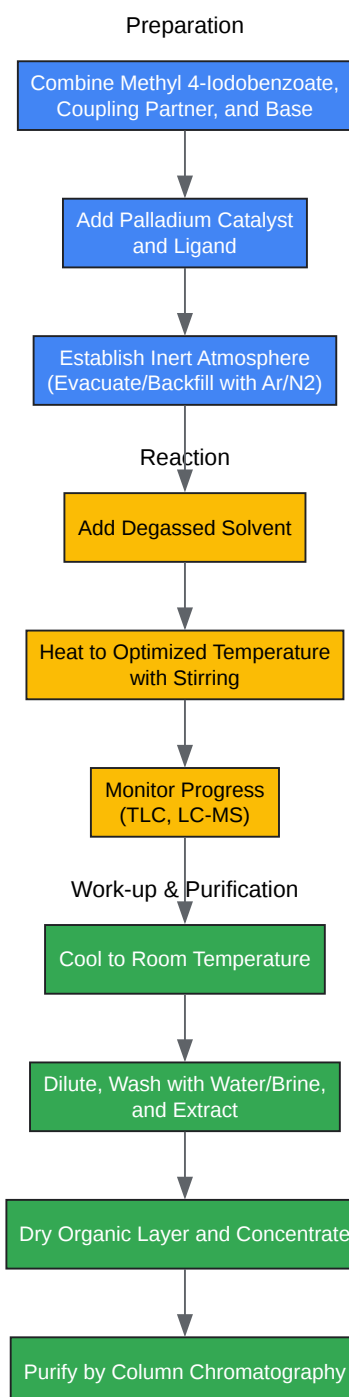 Preparation
Combine Methyl 4-Iodobenzoate,
Coupling Partner, and Base
Add Palladium Catalyst
and Ligand
Establish Inert Atmosphere
(Evacuate/Backfill with Ar/N2)
Reaction
Add Degassed Solvent
Heat to Optimized Temperature
with Stirring
Monitor Progress
(TLC, LC-MS)
Work-up & Purification
Cool to Room Temperature
Dilute, Wash with Water/Brine,
and Extract
Dry Organic Layer and Concentrate
Purify by Column Chromatography